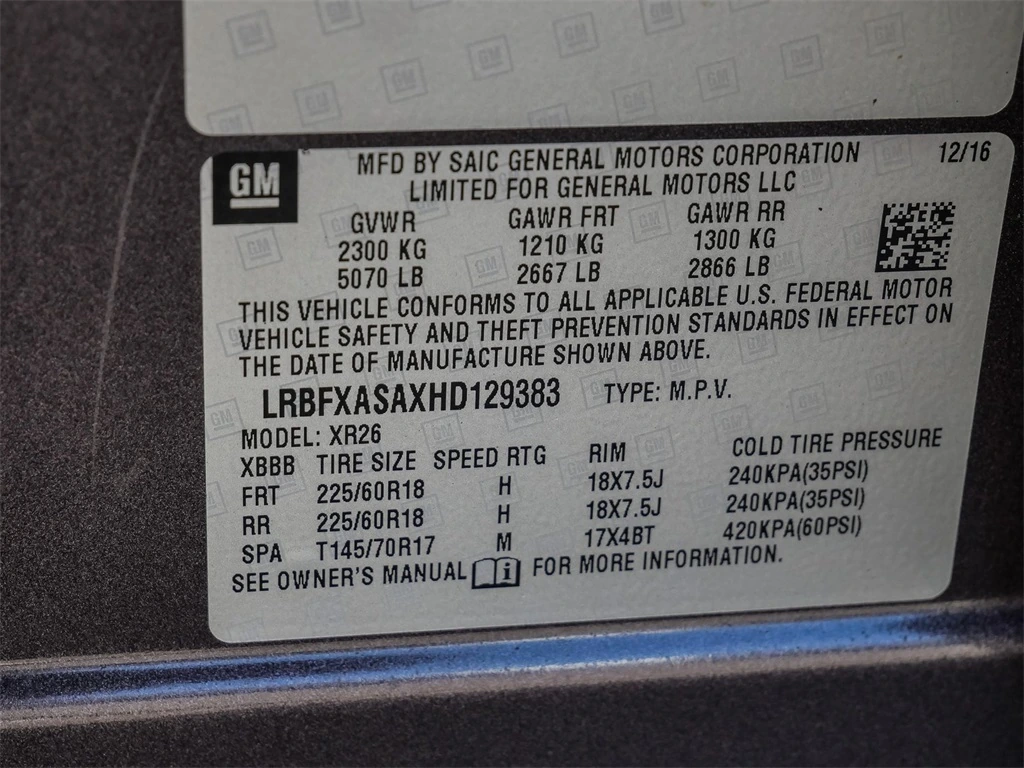 GM
MFD BY SAIC GENERAL MOTORS CORPORATION 12/16
LIMITED FOR GENERAL MOTORS LLC
GVWR GAWR FRT GAWR RR
2300 KG 1210 KG 1300 KG
5070 LB 2667 LB 2866 LB
THIS VEHICLE CONFORMS TO ALL APPLICABLE U.S. FEDERAL MOTOR
VEHICLE SAFETY AND THEFT PREVENTION STANDARDS IN EFFECT ON
THE DATE OF MANUFACTURE SHOWN ABOVE.
LRBFXASAXHD129383 TYPE: M.P.V.
MODEL: XR26
XBBB TIRE SIZE SPEED RTG RIM COLD TIRE PRESSURE
FRT 225/60R18 H 18X7.5J 240KPA(35PSI)
RR 225/60R18 H 18X7.5J 240KPA(35PSI)
SPA T145/70R17 M 17X4BT 420KPA(60PSI)
SEE OWNER'S MANUAL i FOR MORE INFORMATION.